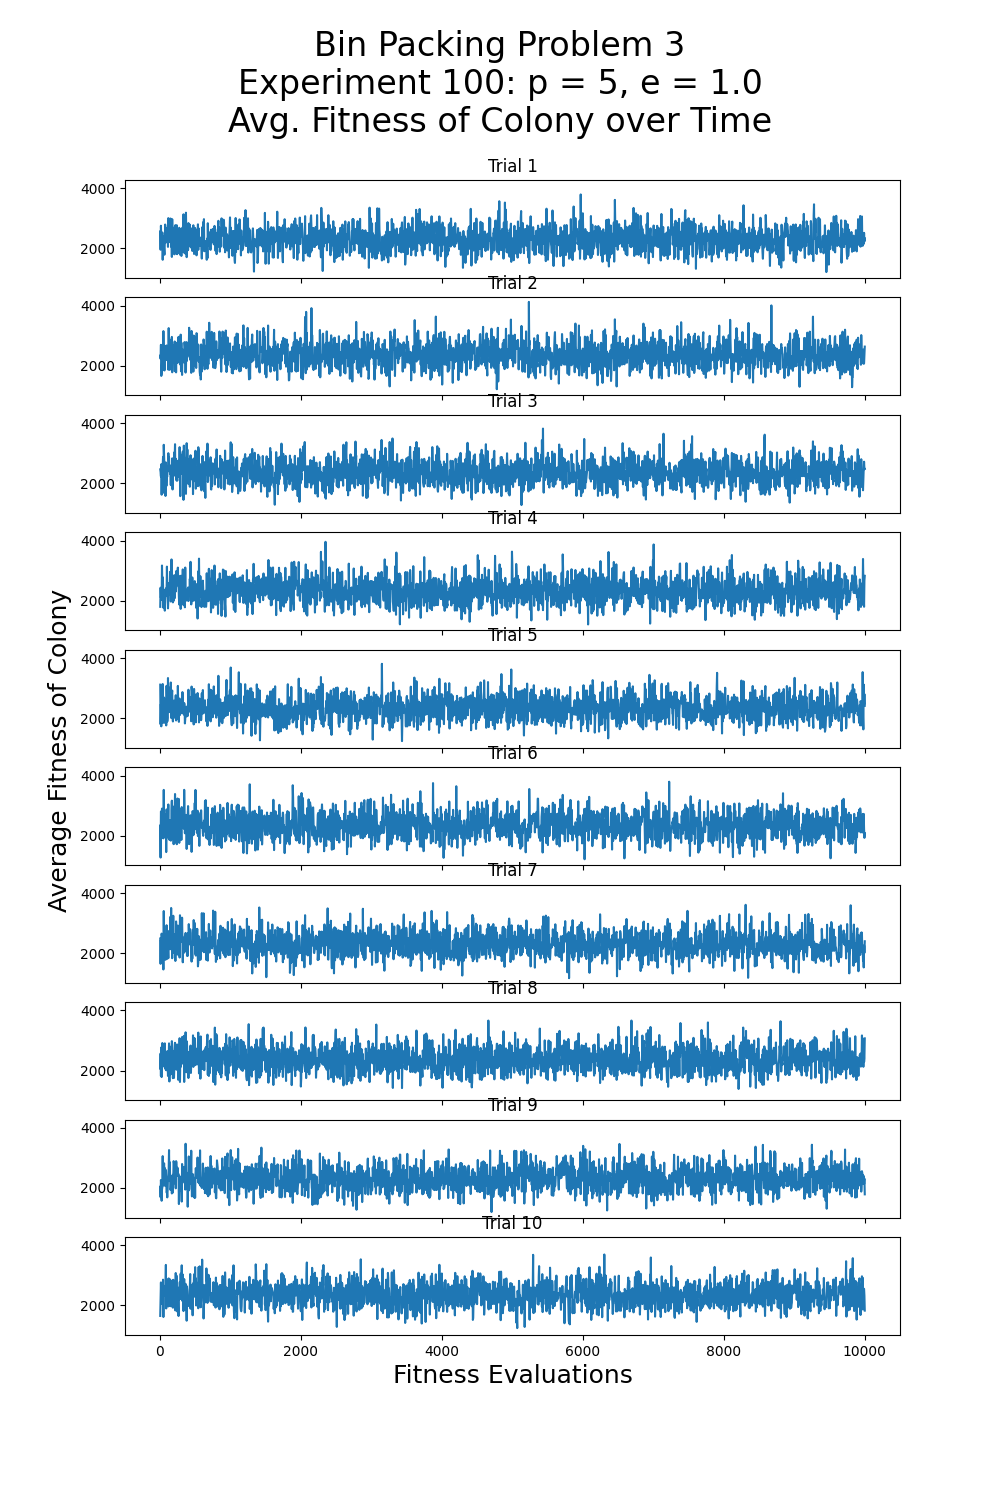 Bin Packing Problem 3
Experiment 100: p = 5, e = 1.0
Avg. Fitness of Colony over Time
Trial 1
4000
2000
Trial 2
4000
2000
Trial 3
4000
2000
Trial 4
4000
2000
Trial 5
4000
2000
Trial 6
4000
2000
Trial 7
4000
2000
Trial 8
4000
2000
Trial 9
4000
2000
Trial 10
4000
2000
0 2000 4000 6000 8000 10000
Fitness Evaluations
Average Fitness of Colony